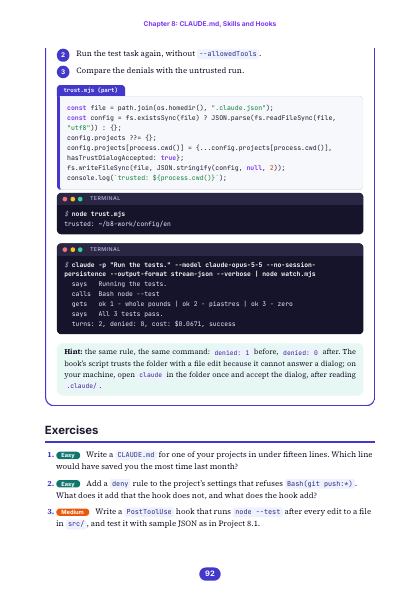 Chapter 8: CLAUDE.md, Skills and Hooks
2 Run the test task again, without --allowedTools.
3 Compare the denials with the untrusted run.
trust.mjs (part)
const file = path.join(os.homedir(), ".claude.json");
const config = fs.existsSync(file) ? JSON.parse(fs.readFileSync(file,
"utf8")) : {};
config.projects ??= {};
config.projects[process.cwd()] = {...config.projects[process.cwd()],
hasTrustDialogAccepted: true};
fs.writeFileSync(file, JSON.stringify(config, null, 2));
console.log(`trusted: ${process.cwd()}`);
TERMINAL
$ node trust.mjs
trusted: ~/b8-work/config/en
TERMINAL
$ claude -p "Run the tests." --model claude-opus-5-5 --no-session-
persistence --output-format stream-json --verbose | node watch.mjs
says Running the tests.
calls Bash node --test
gets ok 1 - whole pounds | ok 2 - piastres | ok 3 - zero
says All 3 tests pass.
turns: 2, denied: 0, cost: $0.0671, success
Hint: the same rule, the same command: denied: 1 before, denied: 0 after. The
book's script trusts the folder with a file edit because it cannot answer a dialog; on
your machine, open claude in the folder once and accept the dialog, after reading
.claude/.
Exercises
1. Easy Write a CLAUDE.md for one of your projects in under fifteen lines. Which line
would have saved you the most time last month?
2. Easy Add a deny rule to the project's settings that refuses Bash(git push:*).
What does it add that the hook does not, and what does the hook add?
3. Medium Write a PostToolUse hook that runs node --test after every edit to a file
in src/, and test it with sample JSON as in Project 8.1.
92